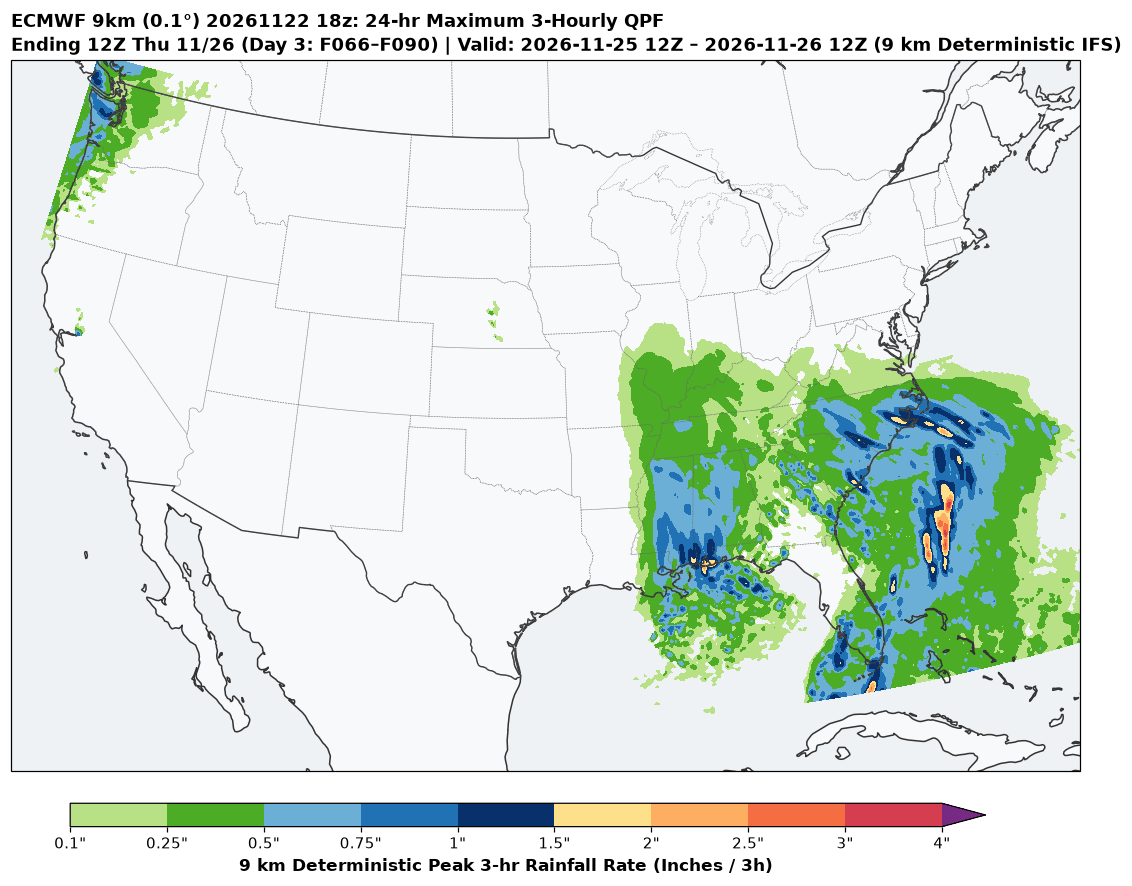 ECMWF 9km (0.1°) 20261122 18z: 24-hr Maximum 3-Hourly QPF
Ending 12Z Thu 11/26 (Day 3: F066–F090) | Valid: 2026-11-25 12Z – 2026-11-26 12Z (9 km Deterministic IFS)
0.1" 0.25" 0.5" 0.75" 1" 1.5" 2" 2.5" 3" 4"
9 km Deterministic Peak 3-hr Rainfall Rate (Inches / 3h)